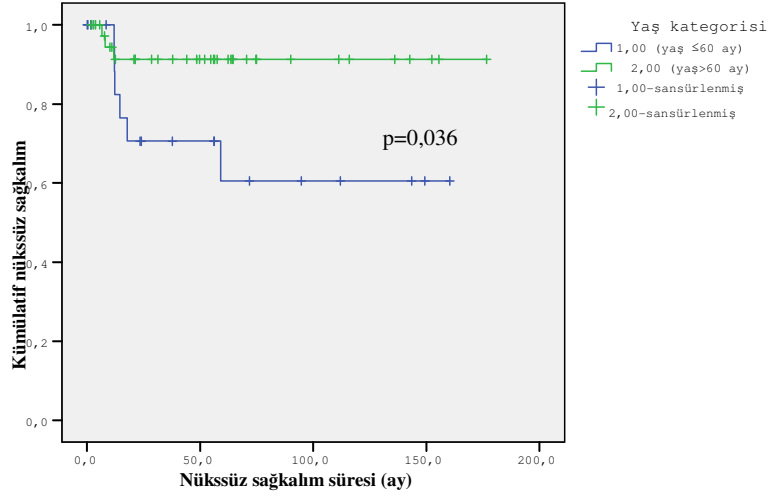 Kümülatif nükssüz sağkalım
1,0
0,8
0,6
0,4
0,2
0,0
p=0,036
0,0 50,0 100,0 150,0 200,0
Nükssüz sağkalım süresi (ay)
Yaş kategorisi
1,00 (yaş ≤60 ay)
2,00 (yaş>60 ay)
1,00-sansürlenmiş
2,00-sansürlenmiş